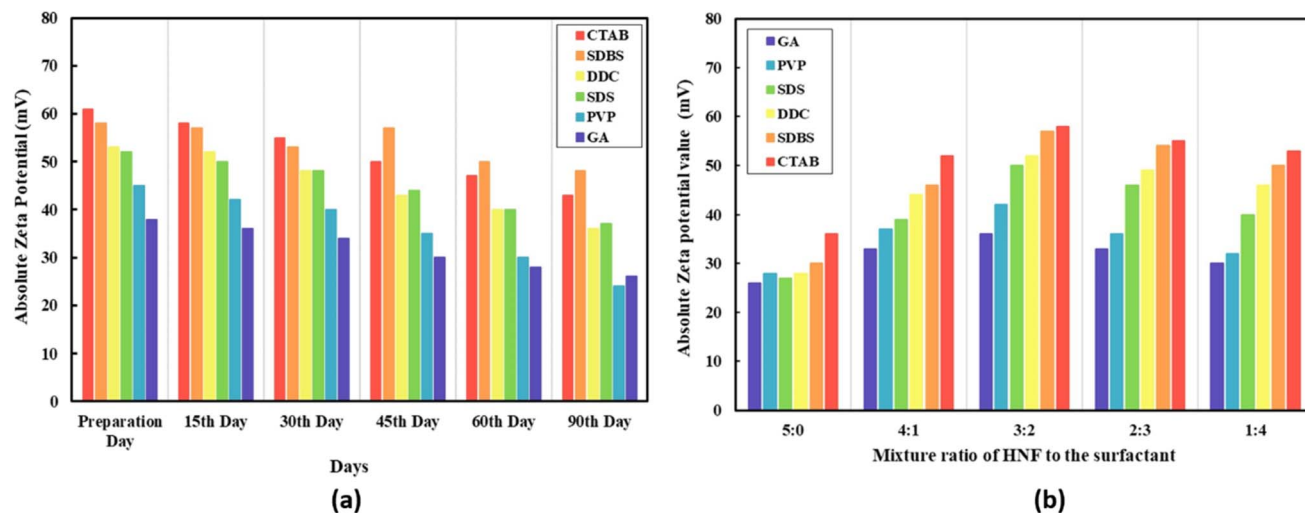 80
70
60
50
40
30
20
10
0
Absolute Zeta Potential (mV)
CTAB
SDBS
DDC
SDS
PVP
GA
Preparation Day
15th Day
30th Day
45th Day
60th Day
90th Day
Days
(a)
80
70
60
50
40
30
20
10
0
Absolute Zeta potential value (mV)
GA
PVP
SDS
DDC
SDBS
CTAB
5:0
4:1
3:2
2:3
1:4
Mixture ratio of HNF to the surfactant
(b)